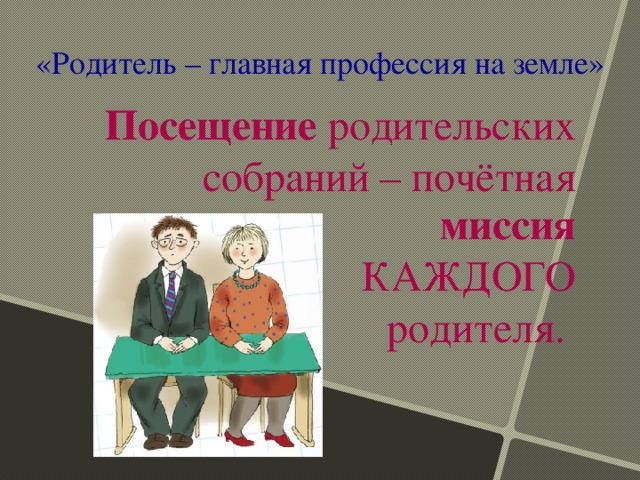 «Родитель – главная профессия на земле»
Посещение родительских
собраний – почётная
миссия
КАЖДОГО
родителя.